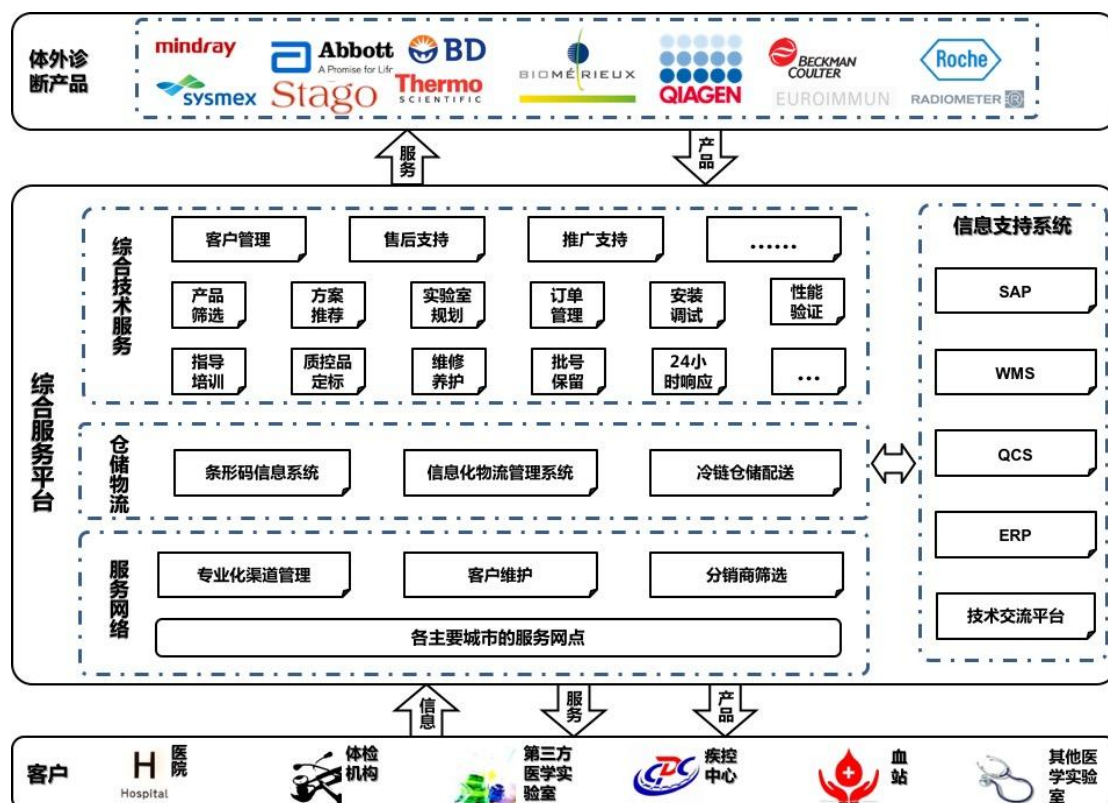 体外诊
断产品
mindray
Abbott
A Promise for Life
BD
sysmex
Stago
Thermo
SCIENTIFIC
BIOMÉRIEUX
QIAGEN
BECKMAN
COULTER
EUROIMMUN
Roche
RADIOMETER R
服务
产品
综合服务平台
综合技术服务
客户管理
售后支持
推广支持
……
产品
筛选
方案
推荐
实验室
规划
订单
管理
安装
调试
性能
验证
指导
培训
质控品
定标
维修
养护
批号
保留
24小
时响应
...
仓储物流
条形码信息系统
信息化物流管理系统
冷链仓储配送
服务网络
专业化渠道管理
客户维护
分销商筛选
各主要城市的服务网点
信息支持系统
SAP
WMS
QCS
ERP
技术交流平台
信息
服务
产品
客户
H
Hospital
医院
体检
机构
第三方
医学实
验室
CDC
疾控
中心
血
站
其他医
学实验
室